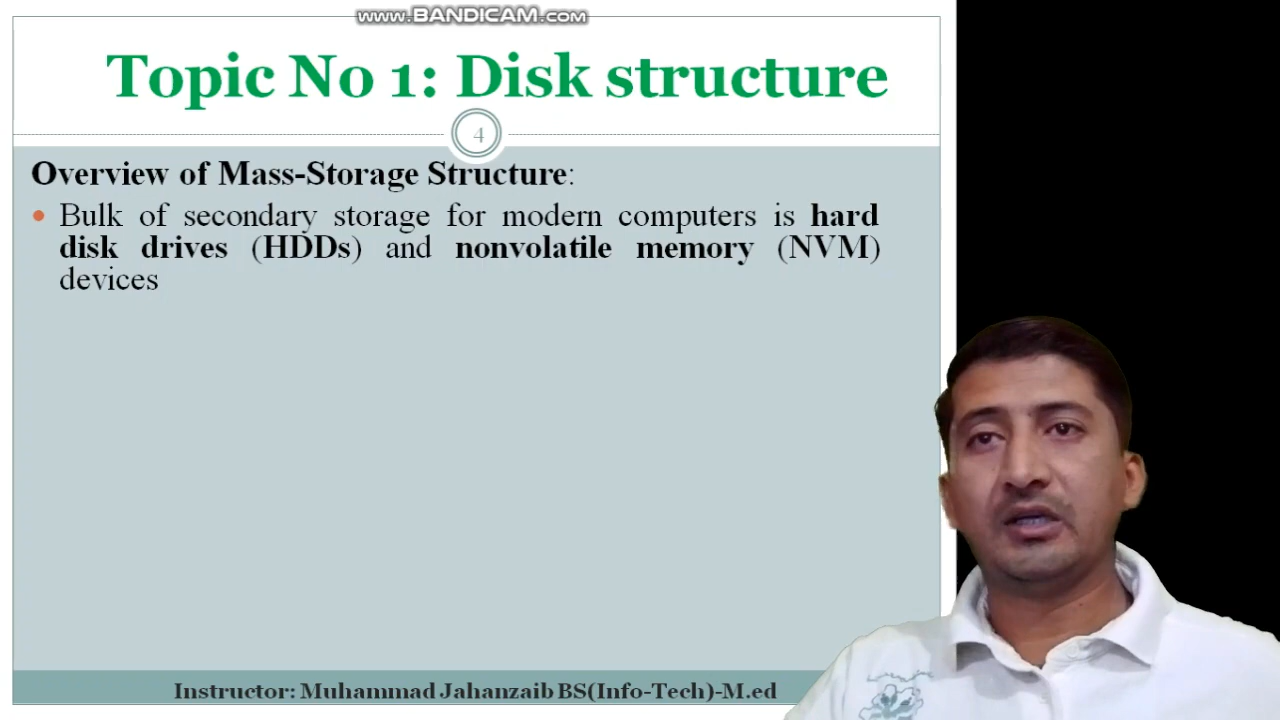 www.BANDICAM.com
Topic No 1: Disk structure
4
Overview of Mass-Storage Structure:
• Bulk of secondary storage for modern computers is hard
disk drives (HDDs) and nonvolatile memory (NVM)
devices
Instructor: Muhammad Jahanzaib BS(Info-Tech)-M.ed